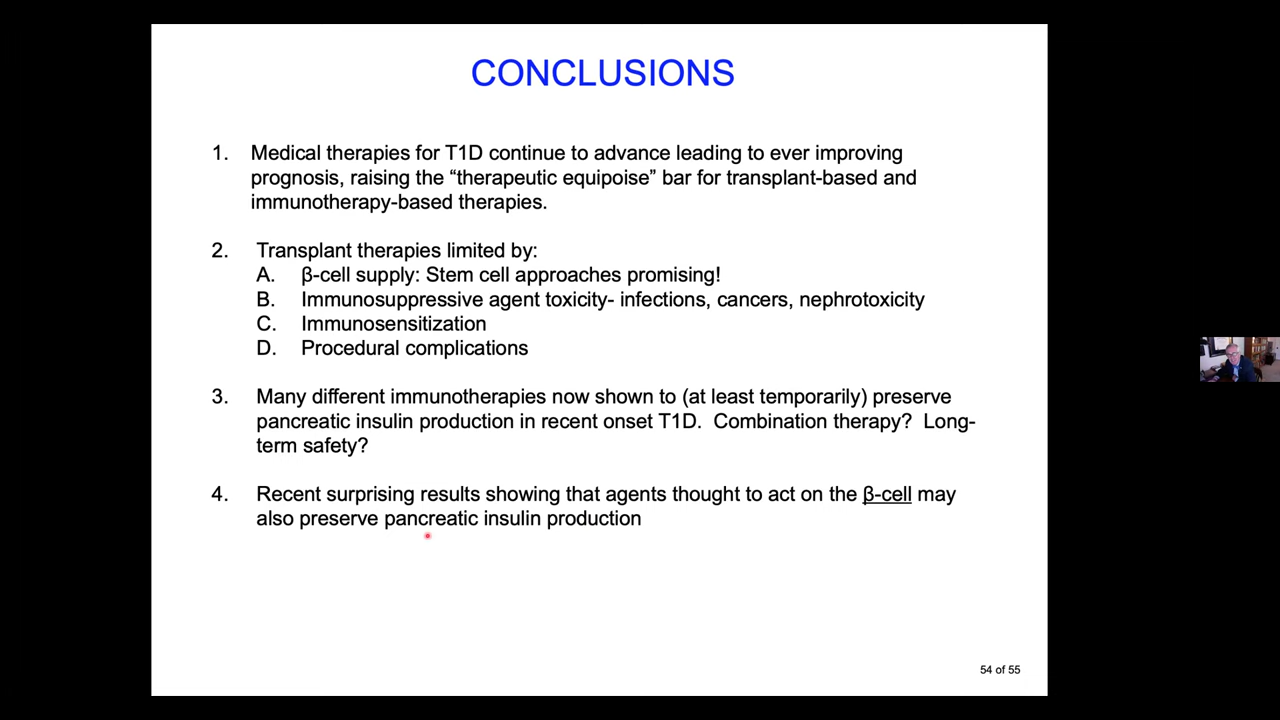 CONCLUSIONS
1. Medical therapies for T1D continue to advance leading to ever improving
prognosis, raising the “therapeutic equipoise” bar for transplant-based and
immunotherapy-based therapies.
2. Transplant therapies limited by:
A. β-cell supply: Stem cell approaches promising!
B. Immunosuppressive agent toxicity- infections, cancers, nephrotoxicity
C. Immunosensitization
D. Procedural complications
3. Many different immunotherapies now shown to (at least temporarily) preserve
pancreatic insulin production in recent onset T1D. Combination therapy? Long-
term safety?
4. Recent surprising results showing that agents thought to act on the β-cell may
also preserve pancreatic insulin production
54 of 55